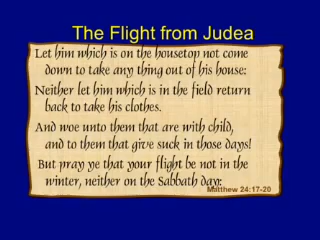 The Flight from Judea
Let him which is on the housetop not come
down to take any thing out of his house:
Neither let him which is in the field return
back to take his clothes.
And woe unto them that are with child,
and to them that give suck in those days!
But pray ye that your flight be not in the
winter, neither on the Sabbath day:
Matthew 24:17-20